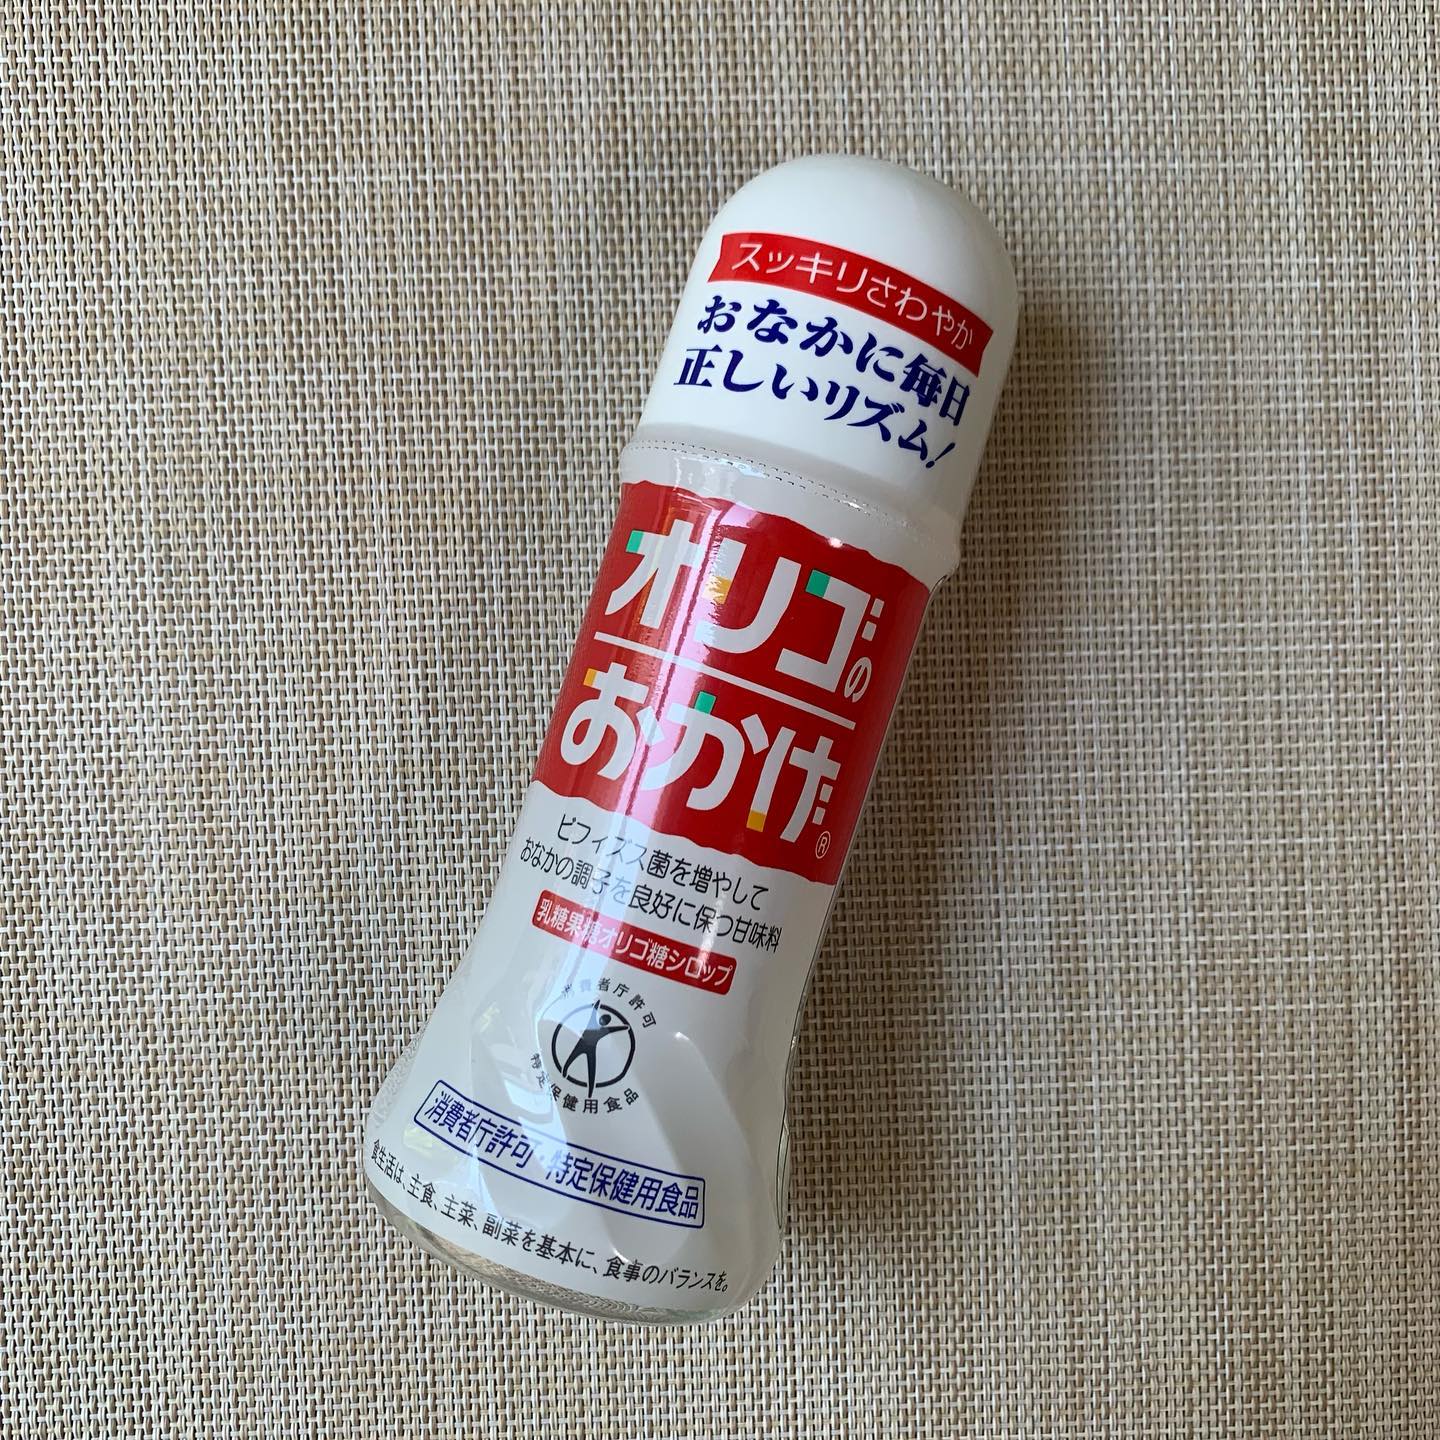 スッキリさわやか
おなかに毎日
正しいリズム!
オリゴの
おかげ®
ビフィズス菌を増やして
おなかの調子を良好に保つ甘味料
乳糖果糖オリゴ糖シロップ
消費者庁許可
特定保健用食品
消費者庁許可・特定保健用食品
食生活は、主食、主菜、副菜を基本に、食事のバランスを。